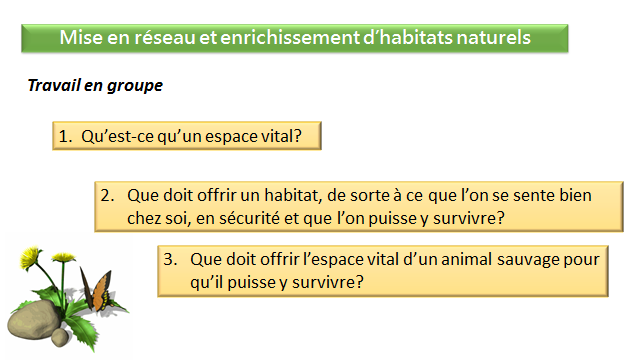 Mise en réseau et enrichissement d'habitats naturels
Travail en groupe
1. Qu'est-ce qu'un espace vital?
2. Que doit offrir un habitat, de sorte à ce que l'on se sente bien
chez soi, en sécurité et que l'on puisse y survivre?
3. Que doit offrir l'espace vital d'un animal sauvage pour
qu'il puisse y survivre?